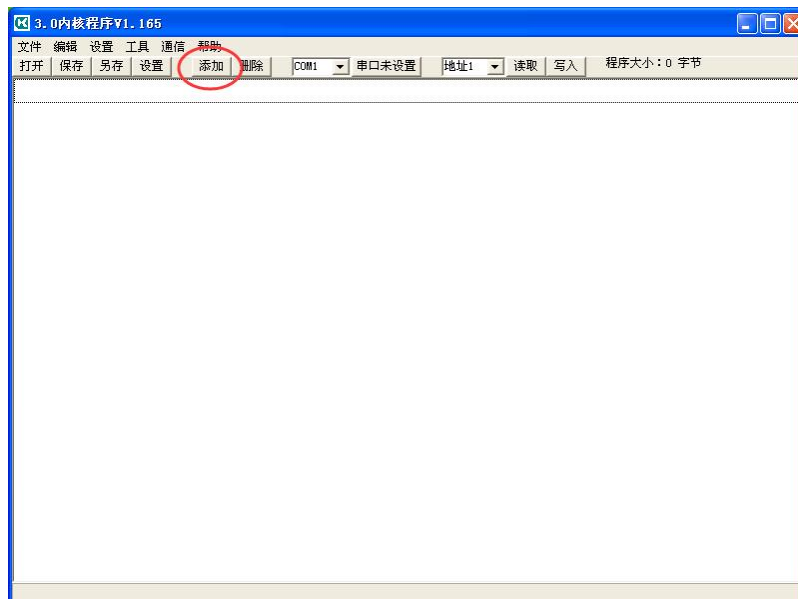 3.0内核程序V1.165
文件 编辑 设置 工具 通信 帮助
打开 保存 另存 设置 添加 删除 COM1 串口未设置 地址1 读取 写入 程序大小：0 字节